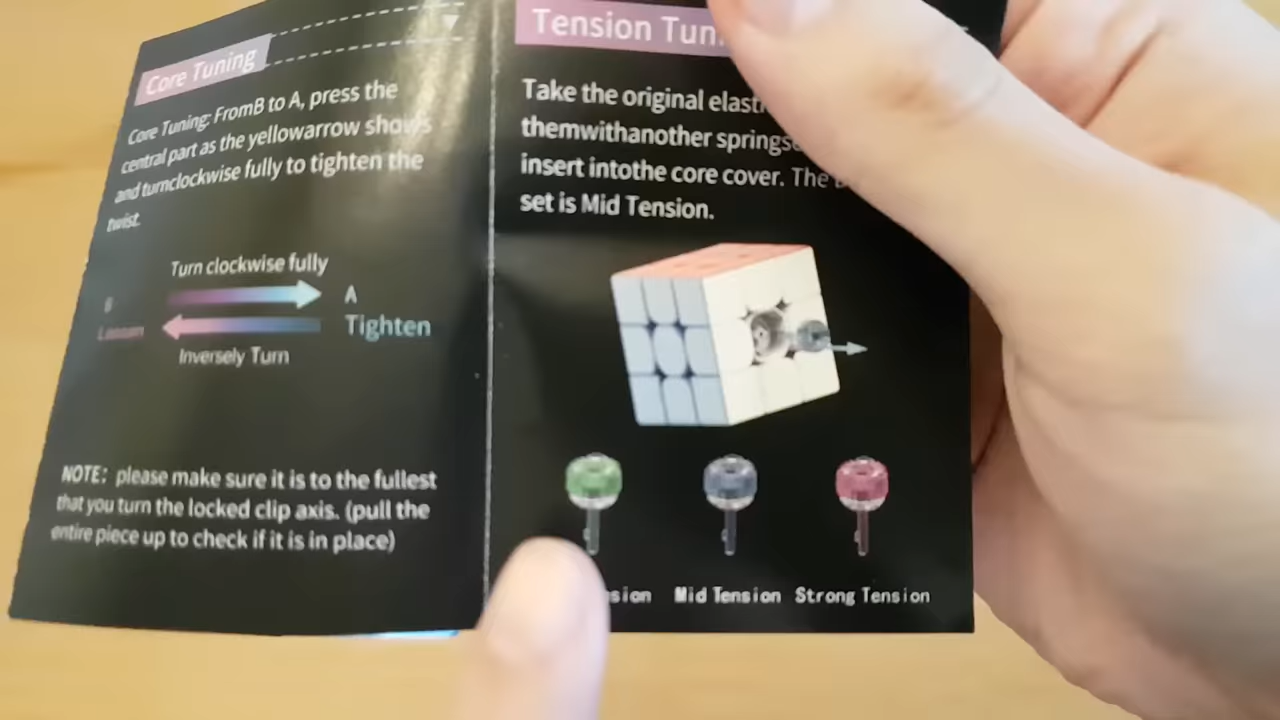 Core Tuning
Core Tuning: FromB to A, press the
central part as the yellowarrow shows
and turnclockwise fully to tighten the
twist.
Turn clockwise fully
A
Loosen
Tighten
Inversely Turn
NOTE: please make sure it is to the fullest
that you turn the locked clip axis. (pull the
entire piece up to check if it is in place)
Tension Tun
Take the original elast
themwithanother springs
insert intothe core cover. The
set is Mid Tension.
sion Mid Tension Strong Tension